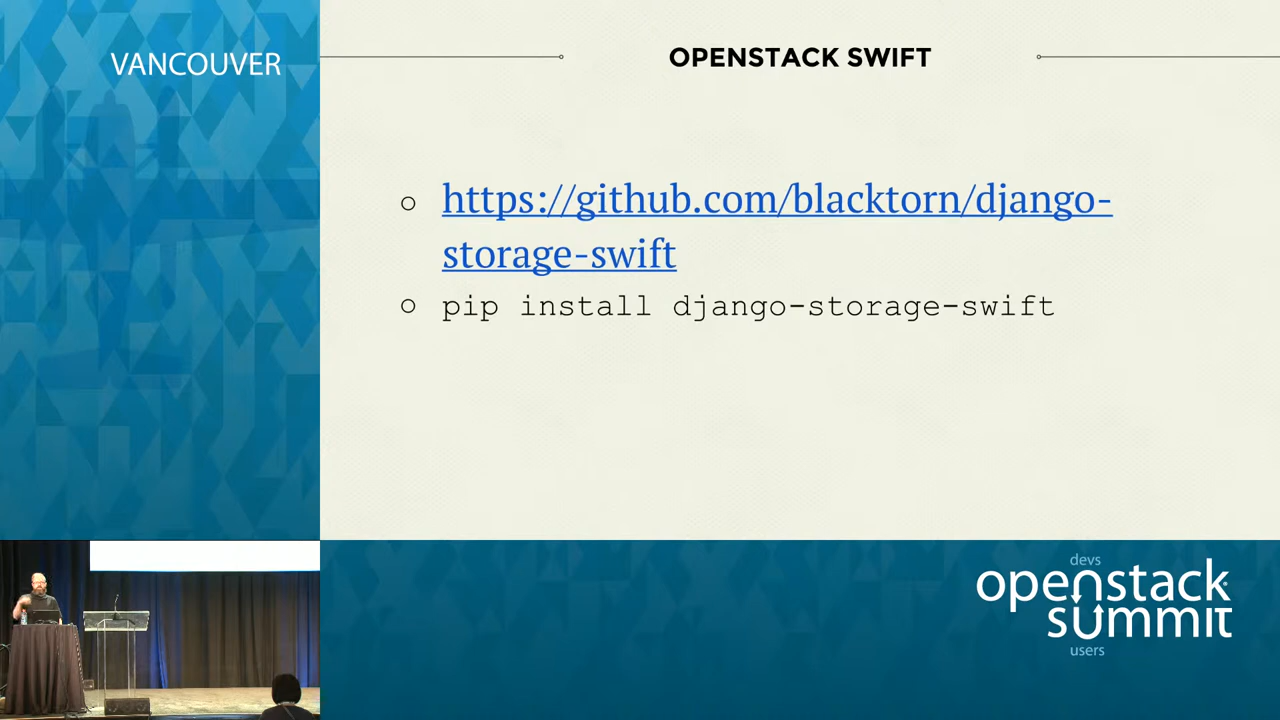 VANCOUVER
OPENSTACK SWIFT
https://github.com/blacktorn/django-
storage-swift
pip install django-storage-swift
devs
openstack
summit
users